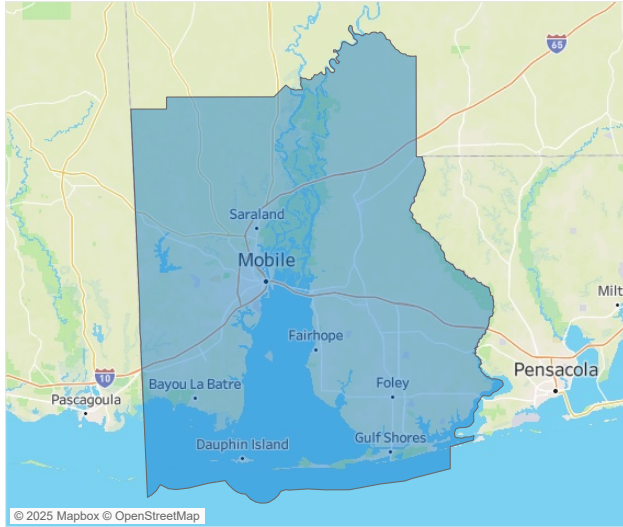 65
Saraland
Mobile
Milt
Fairhope
Pensacola
10
Bayou La Batre
Foley
Pascagoula
Dauphin Island
Gulf Shores
© 2025 Mapbox © OpenStreetMap